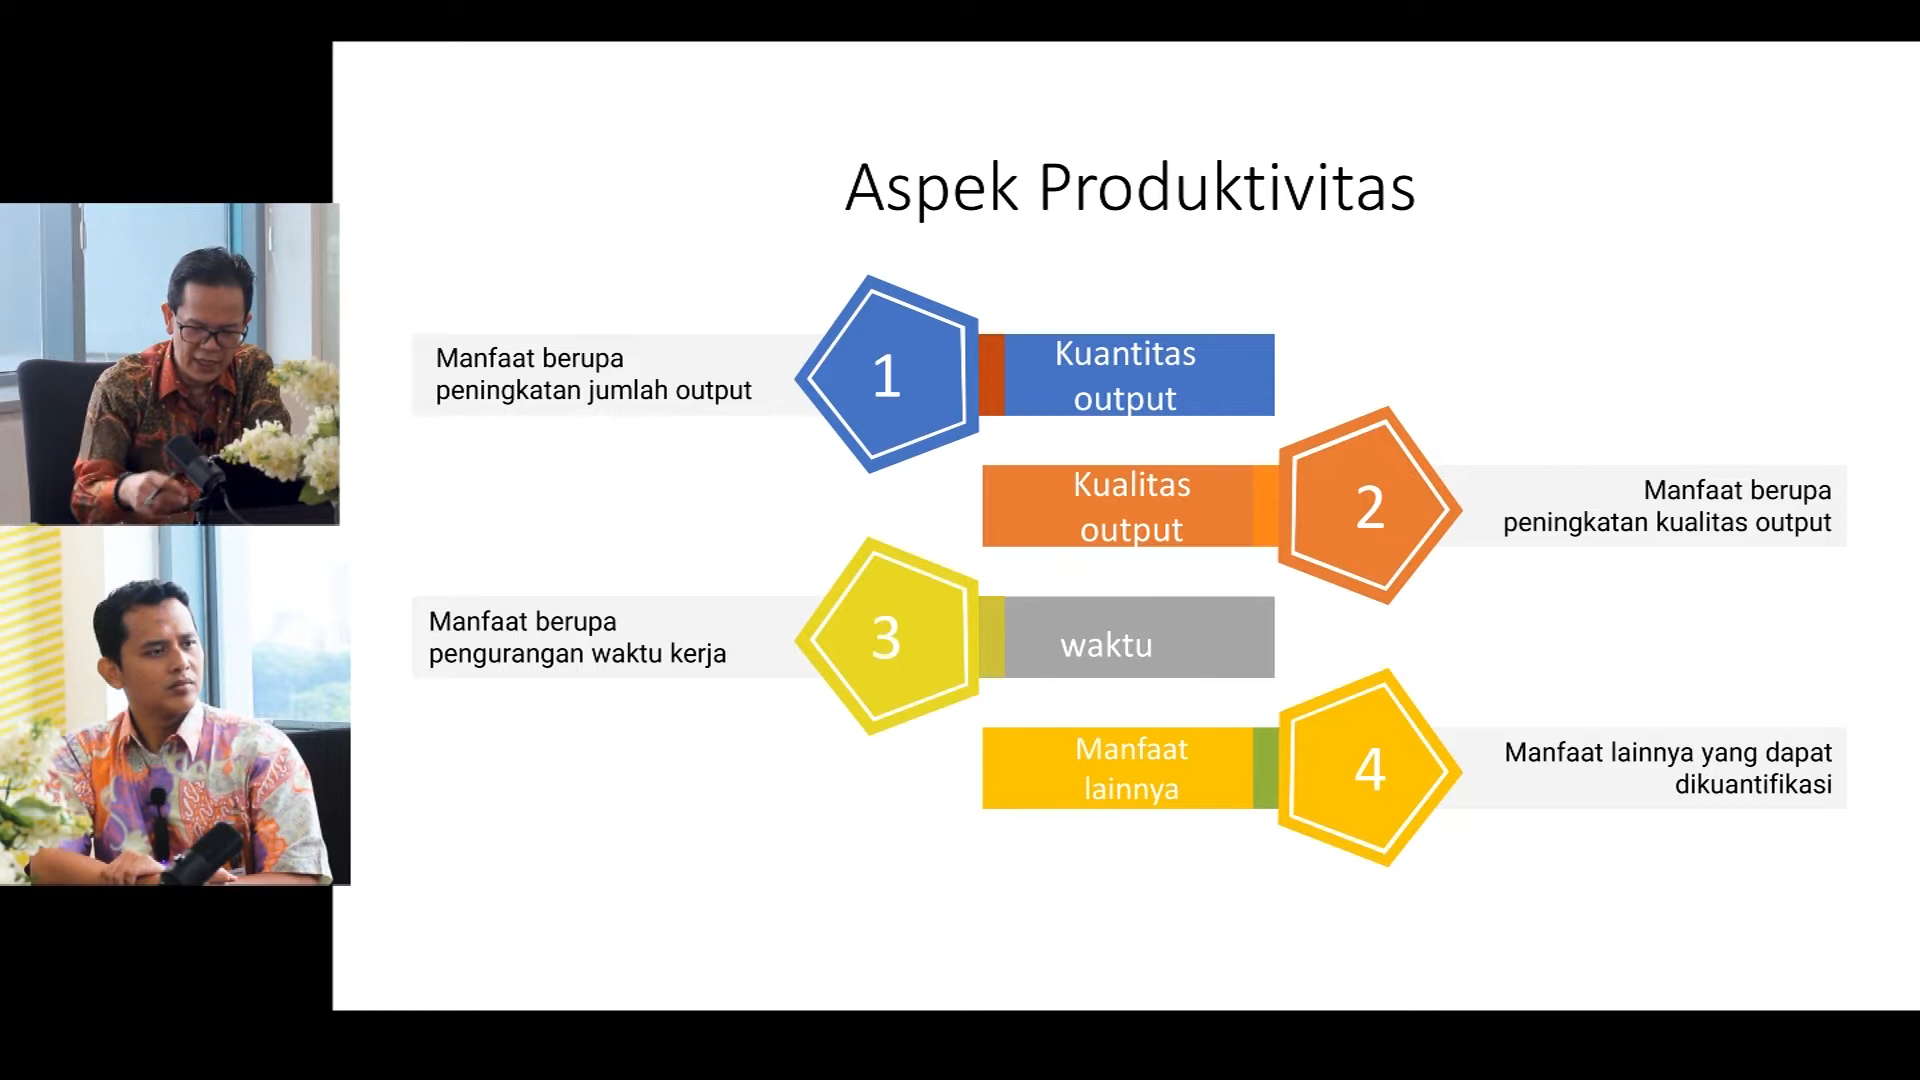 Aspek Produktivitas
Manfaat berupa
peningkatan jumlah output
1
Kuantitas
output
Kualitas
output
2
Manfaat berupa
peningkatan kualitas output
Manfaat berupa
pengurangan waktu kerja
3
waktu
Manfaat
lainnya
4
Manfaat lainnya yang dapat
dikuantifikasi